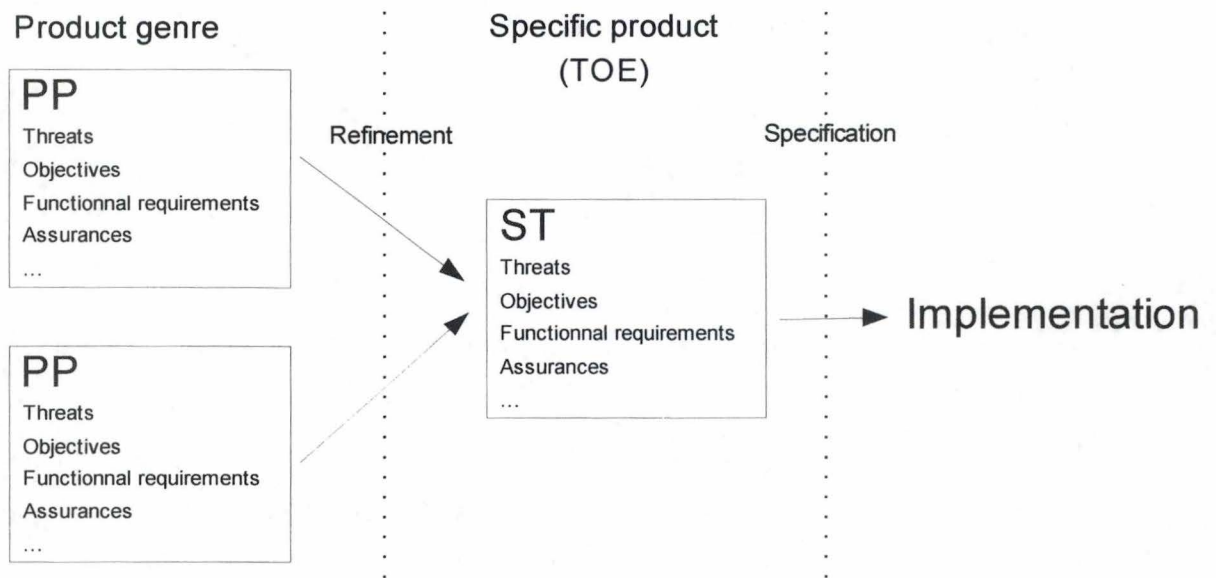 Product genre
PP
Threats
Objectives
Functionnal requirements
Assurances
...
PP
Threats
Objectives
Functionnal requirements
Assurances
...
Refinement
Specific product
(TOE)
ST
Threats
Objectives
Functionnal requirements
Assurances
...
Specification
Implementation